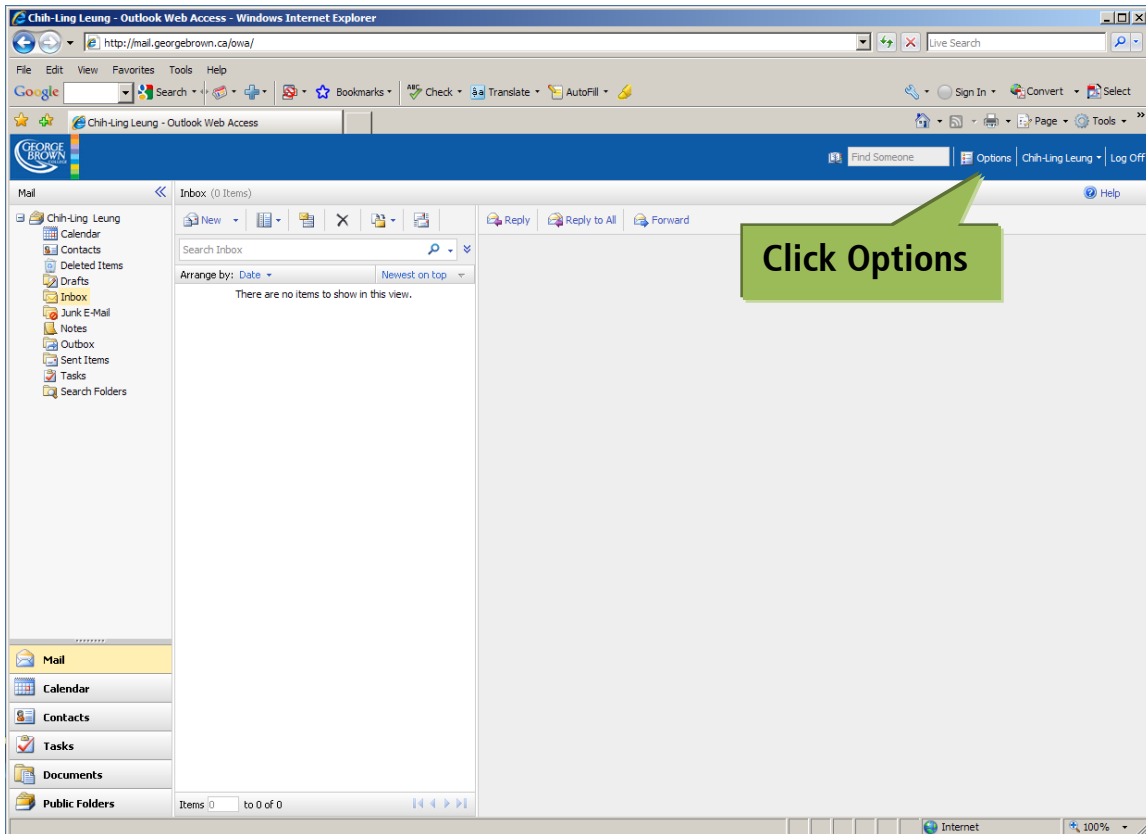 Chih-Ling Leung - Outlook Web Access - Windows Internet Explorer
http://mail.georgebrown.ca/owa/
Live Search
File Edit View Favorites Tools Help
Google Search Bookmarks Check Translate AutoFill Sign In Convert Select
Chih-Ling Leung - Outlook Web Access Page Tools »
GEORGE
BROWN
Find Someone Options Chih-Ling Leung Log Off
Mail « Inbox (0 Items) Help
Chih-Ling Leung
Calendar
Contacts
Deleted Items
Drafts
Inbox
Junk E-Mail
Notes
Outbox
Sent Items
Tasks
Search Folders
New Reply Reply to All Forward
Search Inbox
Arrange by: Date Newest on top
There are no items to show in this view.
Click Options
Mail
Calendar
Contacts
Tasks
Documents
Public Folders
Items 0 to 0 of 0
Internet 100%